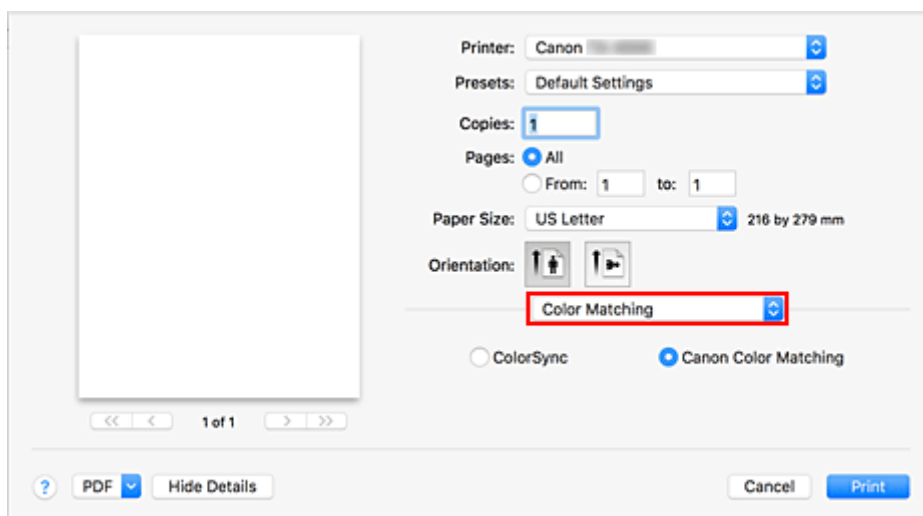 Printer: Canon
Presets: Default Settings
Copies: 1
Pages: All
From: 1 to: 1
Paper Size: US Letter 216 by 279 mm
Orientation:
Color Matching
ColorSync Canon Color Matching
<< < 1 of 1 > >>
? PDF Hide Details Cancel Print